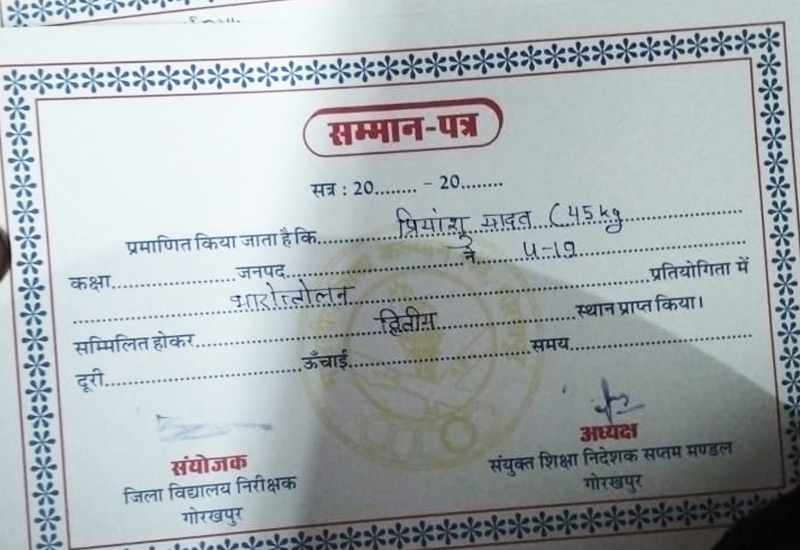 सम्मान-पत्र
सत्र : 20........ - 20........
प्रमाणित किया जाता है कि.......... प्रियांशु यादव (45 kg
कक्षा.................. जनपद.............................. ने U-19
भारोत्तोलन ........................ प्रतियोगिता में
सम्मिलित होकर.............. द्वितीय .............. स्थान प्राप्त किया।
दूरी.............................. ऊँचाई.............................. समय..............................
संयोजक
जिला विद्यालय निरीक्षक
गोरखपुर
अध्यक्ष
संयुक्त शिक्षा निदेशक सप्तम मण्डल
गोरखपुर